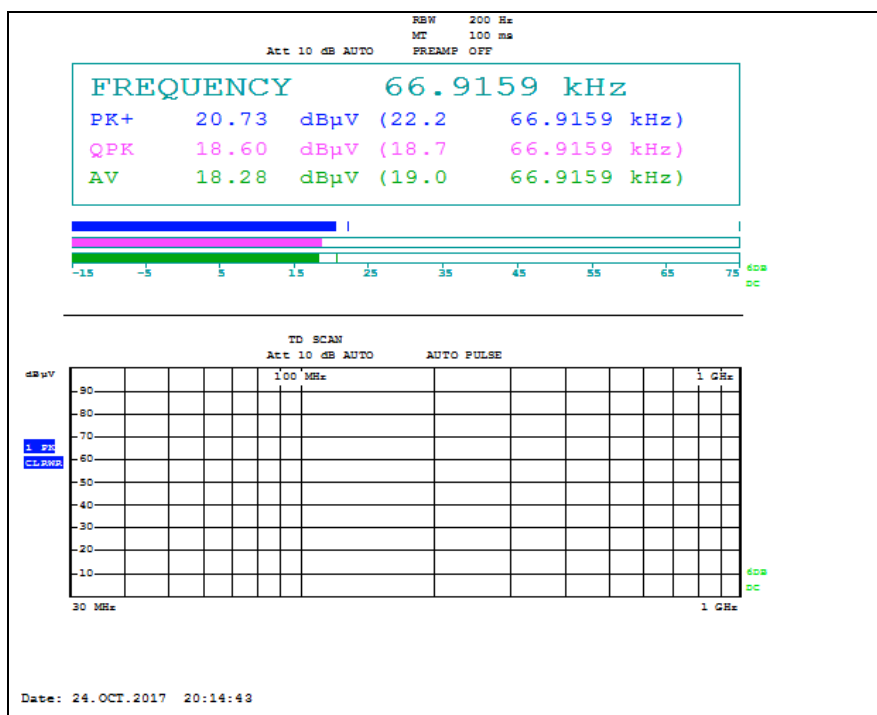 RBW 200 Hz
MT 100 ms
Att 10 dB AUTO PREAMP OFF
FREQUENCY 66.9159 kHz
PK+ 20.73 dBµV (22.2 66.9159 kHz)
QPK 18.60 dBµV (18.7 66.9159 kHz)
AV 18.28 dBµV (19.0 66.9159 kHz)
-15 -5 5 15 25 35 45 55 65 75
6DB
DC
TD SCAN
Att 10 dB AUTO AUTO PULSE
dBµV
100 MHz 1 GHz
90
80
70
1 PK
CLRWR
60
50
40
30
20
10
6DB
DC
30 MHz 1 GHz
Date: 24.OCT.2017 20:14:43